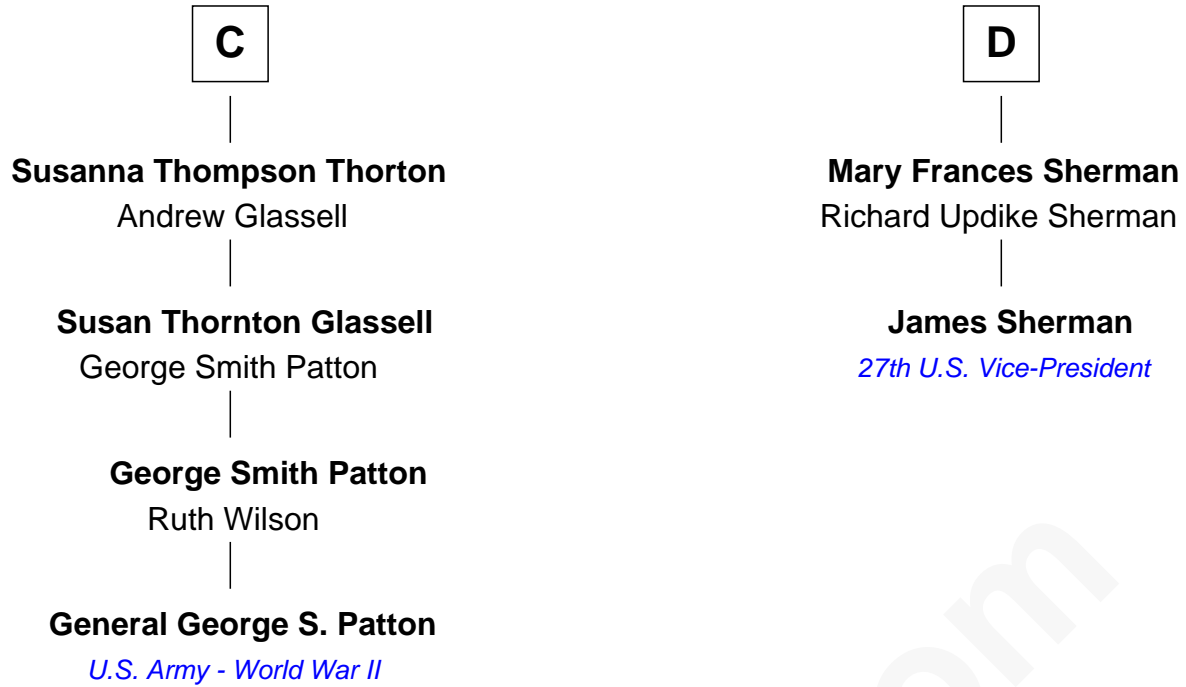 C
Susanna Thompson Thorton
Andrew Glassell
Susan Thornton Glassell
George Smith Patton
George Smith Patton
Ruth Wilson
General George S. Patton
U.S. Army - World War II
D
Mary Frances Sherman
Richard Updike Sherman
James Sherman
27th U.S. Vice-President
om